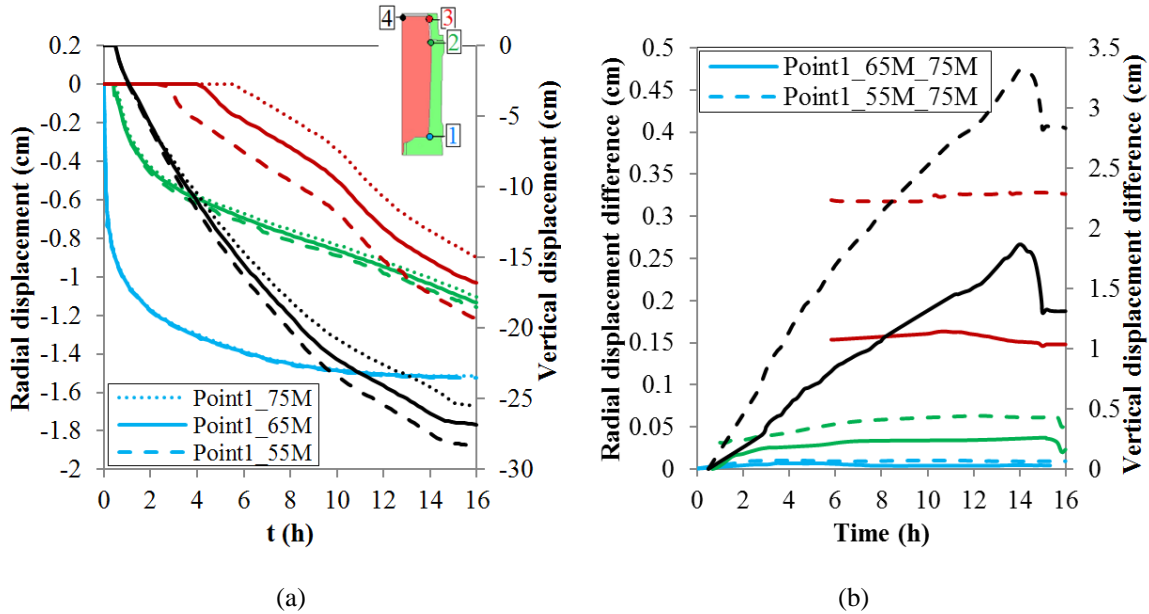 4 3
2
1
0.2
0
-0.2
-0.4
-0.6
-0.8
-1
-1.2
-1.4
-1.6
-1.8
-2
Radial displacement (cm)
0
-5
-10
-15
-20
-25
-30
Vertical displacement (cm)
Point1_75M
Point1_65M
Point1_55M
0 2 4 6 8 10 12 14 16
t (h)
(a)
0.5
0.45
0.4
0.35
0.3
0.25
0.2
0.15
0.1
0.05
0
Radial displacement difference (cm)
3.5
3
2.5
2
1.5
1
0.5
0
Vertical displacement difference (cm)
Point1_65M_75M
Point1_55M_75M
0 2 4 6 8 10 12 14 16
Time (h)
(b)